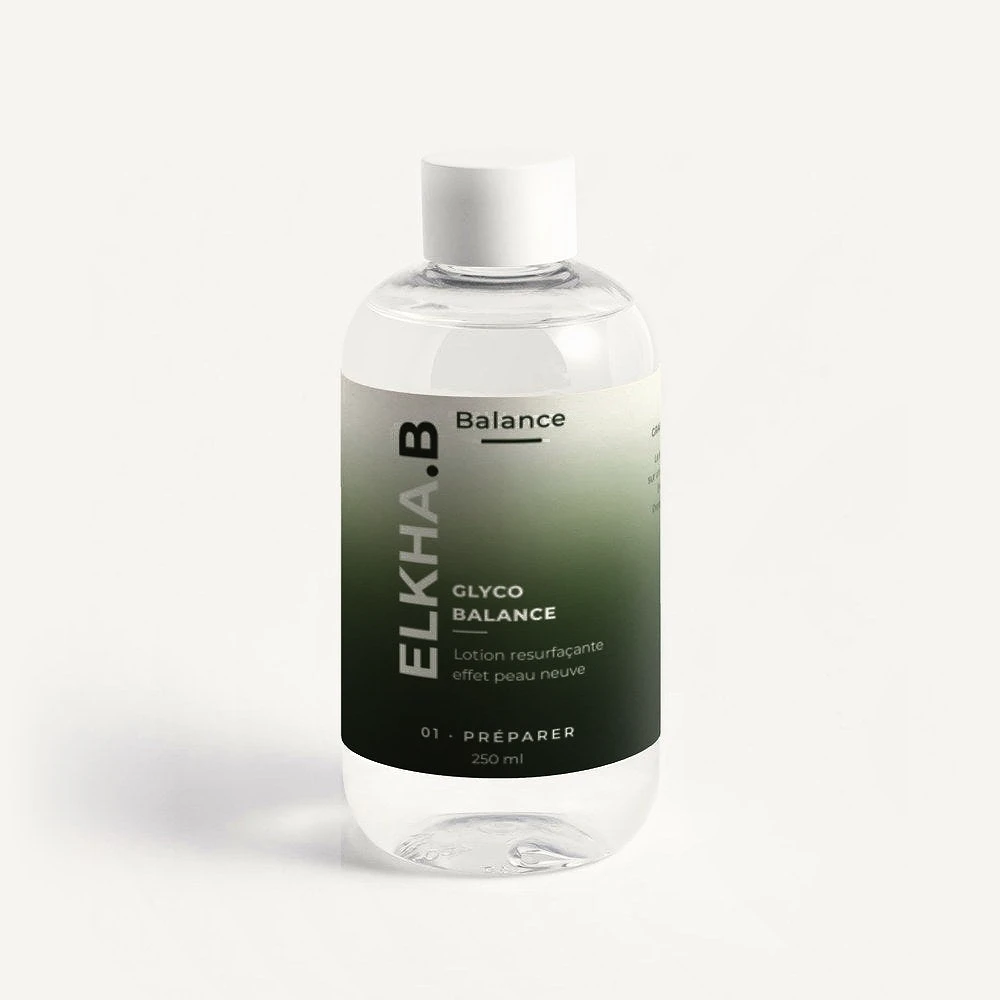 Balance
ELKHA.B
GLYCO
BALANCE
Lotion resurfaçante
effet peau neuve
01 · PRÉPARER
250 ml